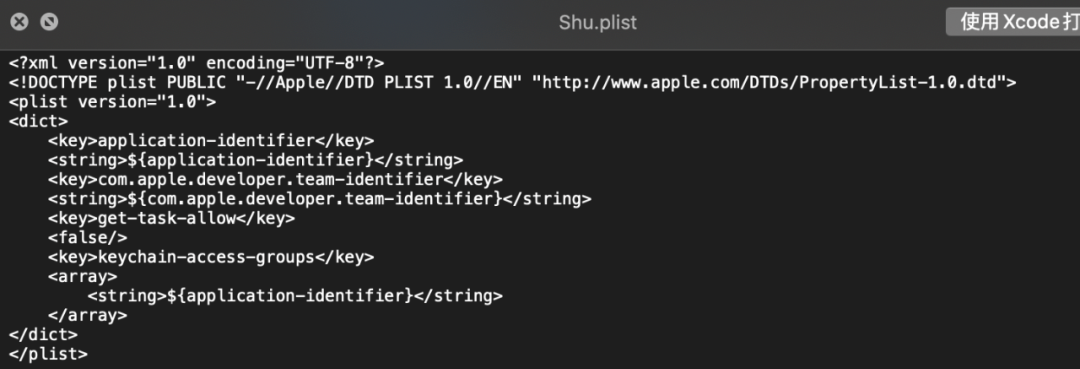 Shu.plist
使用Xcode打
<?xml version="1.0" encoding="UTF-8"?>
<!DOCTYPE plist PUBLIC "-//Apple//DTD PLIST 1.0//EN" "http://www.apple.com/DTDs/PropertyList-1.0.dtd">
<plist version="1.0">
<dict>
    <key>application-identifier</key>
    <string>${application-identifier}</string>
    <key>com.apple.developer.team-identifier</key>
    <string>${com.apple.developer.team-identifier}</string>
    <key>get-task-allow</key>
    <false/>
    <key>keychain-access-groups</key>
    <array>
        <string>${application-identifier}</string>
    </array>
</dict>
</plist>